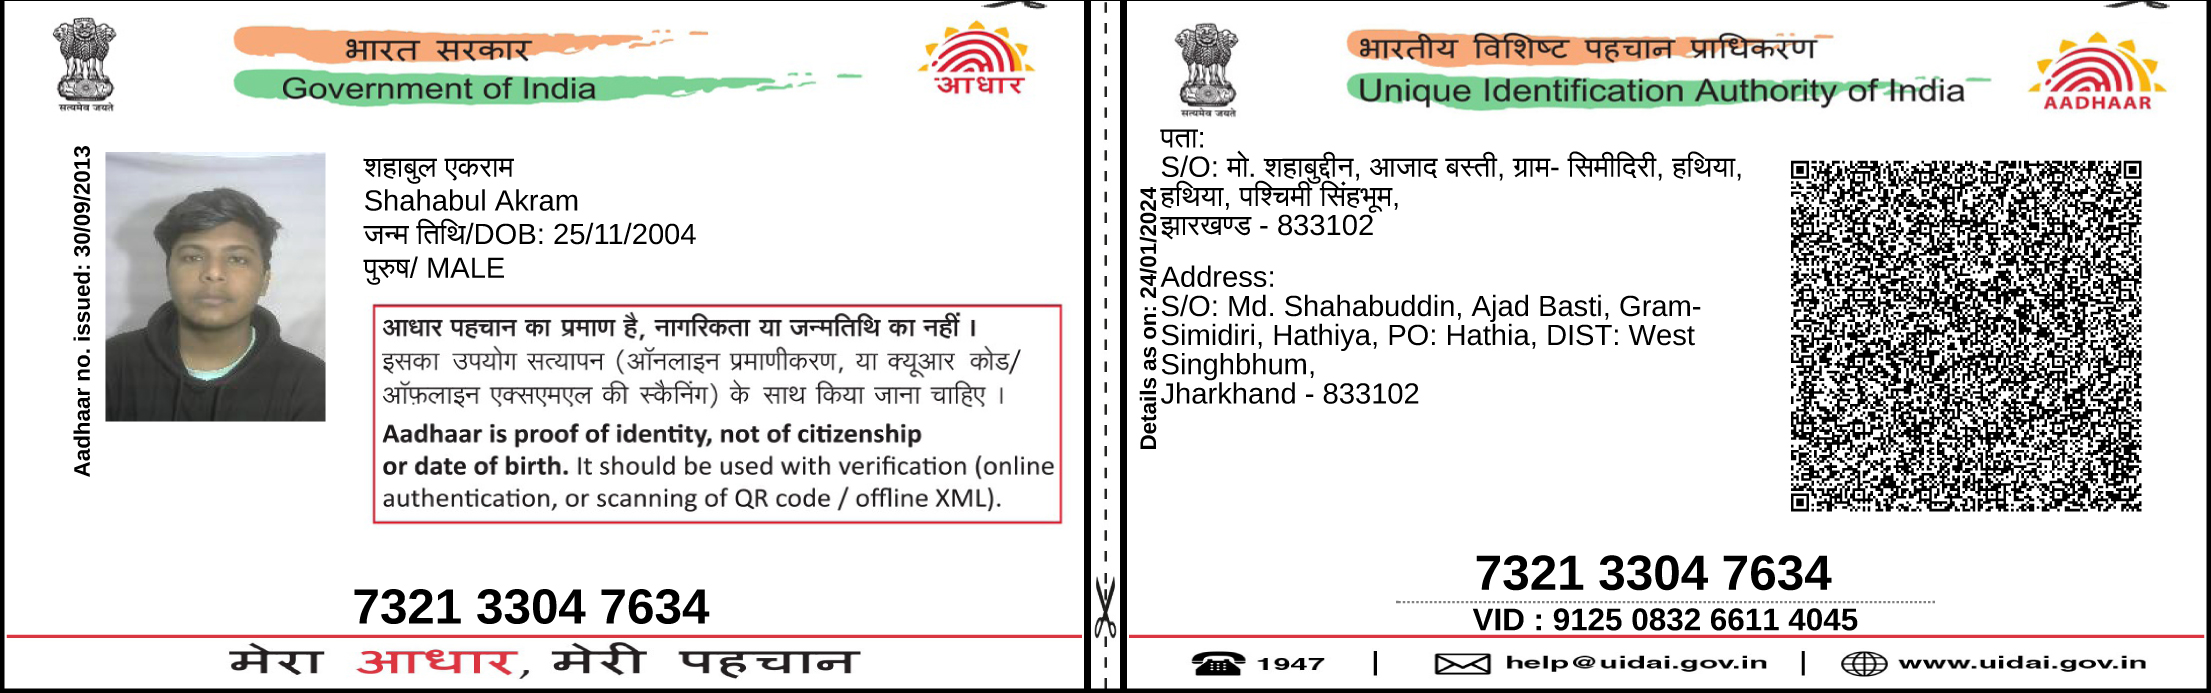 भारत सरकार
Government of India
सत्यमेव जयते
आधार
Aadhaar no. issued: 30/09/2013
शहाबुल एकराम
Shahabul Akram
जन्म तिथि/DOB: 25/11/2004
पुरुष/ MALE
आधार पहचान का प्रमाण है, नागरिकता या जन्मतिथि का नहीं ।
इसका उपयोग सत्यापन (ऑनलाइन प्रमाणीकरण, या क्यूआर कोड/
ऑफ़लाइन एक्सएमएल की स्कैनिंग) के साथ किया जाना चाहिए ।
Aadhaar is proof of identity, not of citizenship
or date of birth. It should be used with verification (online
authentication, or scanning of QR code / offline XML).
7321 3304 7634
मेरा आधार, मेरी पहचान
भारतीय विशिष्ट पहचान प्राधिकरण
Unique Identification Authority of India
सत्यमेव जयते
AADHAAR
Details as on: 24/01/2024
पता:
S/O: मो. शहाबुद्दीन, आजाद बस्ती, ग्राम- सिमीदिरी, हथिया,
हथिया, पश्चिमी सिंहभूम,
झारखण्ड - 833102
Address:
S/O: Md. Shahabuddin, Ajad Basti, Gram-
Simidiri, Hathiya, PO: Hathia, DIST: West
Singhbhum,
Jharkhand - 833102
7321 3304 7634
VID : 9125 0832 6611 4045
1947 | help@uidai.gov.in | www.uidai.gov.in